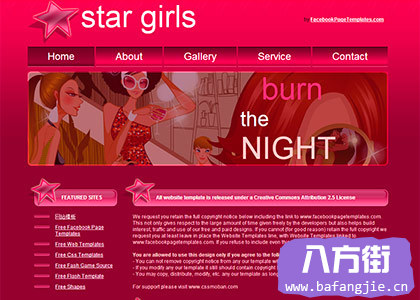 star girls
by FacebookPageTemplates.com
Home About Gallery Service Contact
burn
the
NIGHT
FEATURED SITES
网站模板
Free Facebook Page Templates
Free Web Templates
Free Css Templates
Free Flash Game Source
Free Flash Template
Free Shapes
All website template is released under a Creative Commons Attribution 2.5 License
We request you retain the full copyright notice below including the link to www.facebookpagetemplates.com.
This not only gives respect to the large amount of time given freely by the developers but also helps build
interest, traffic and use of our free and paid designs. If you cannot (for good reason) retain the full copyright we
request you at least leave in place the Website Templates line, with Website Templates linked to
www.facebookpagetemplates.com. If you refuse to include even th
You are allowed to use this design only if you agree to the foll
- You can not remove copyright notice from any our template wi
- If you modify any our template it still should contain copyright
- You may copy, distribute, modify, etc. any our template as long
For support please visit www.cssmoban.com
八方街
www.bafangjie.cn